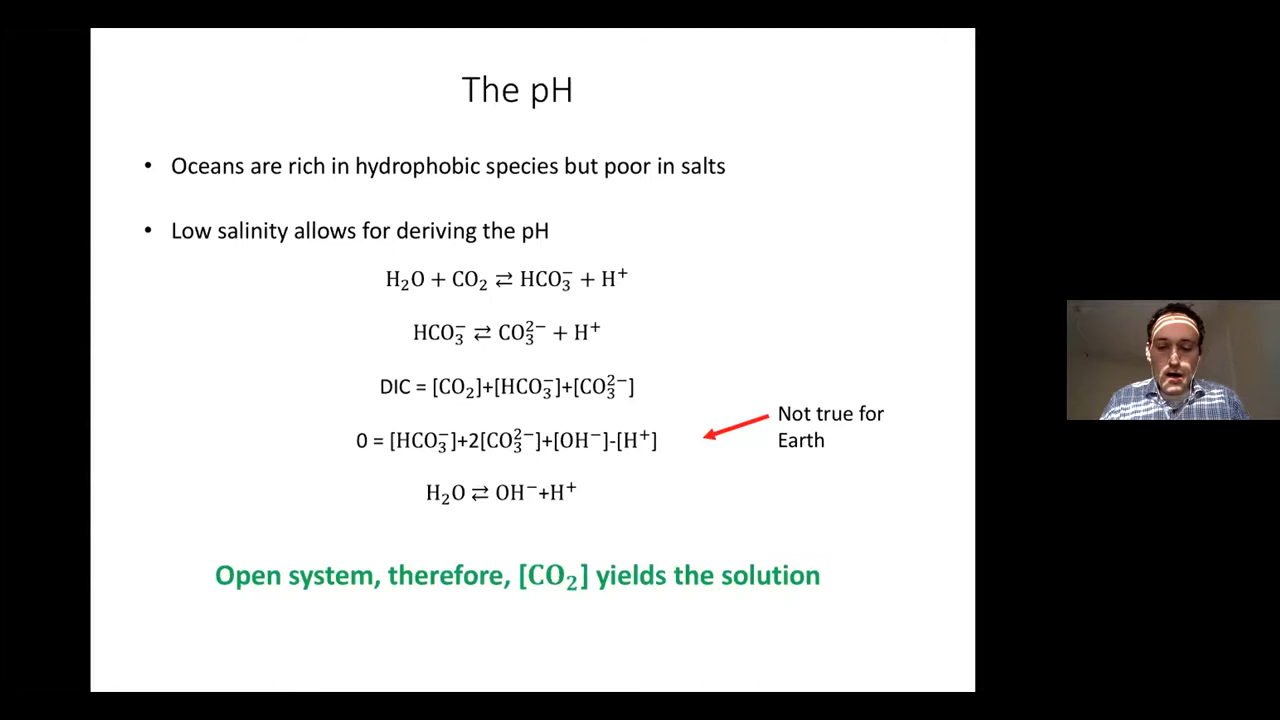 The pH
• Oceans are rich in hydrophobic species but poor in salts
• Low salinity allows for deriving the pH
H₂O + CO₂ ⇄ HCO₃⁻ + H⁺
HCO₃⁻ ⇄ CO₃²⁻ + H⁺
DIC = [CO₂]+[HCO₃⁻]+[CO₃²⁻]
0 = [HCO₃⁻]+2[CO₃²⁻]+[OH⁻]-[H⁺]
Not true for
Earth
H₂O ⇄ OH⁻+H⁺
Open system, therefore, [CO₂] yields the solution